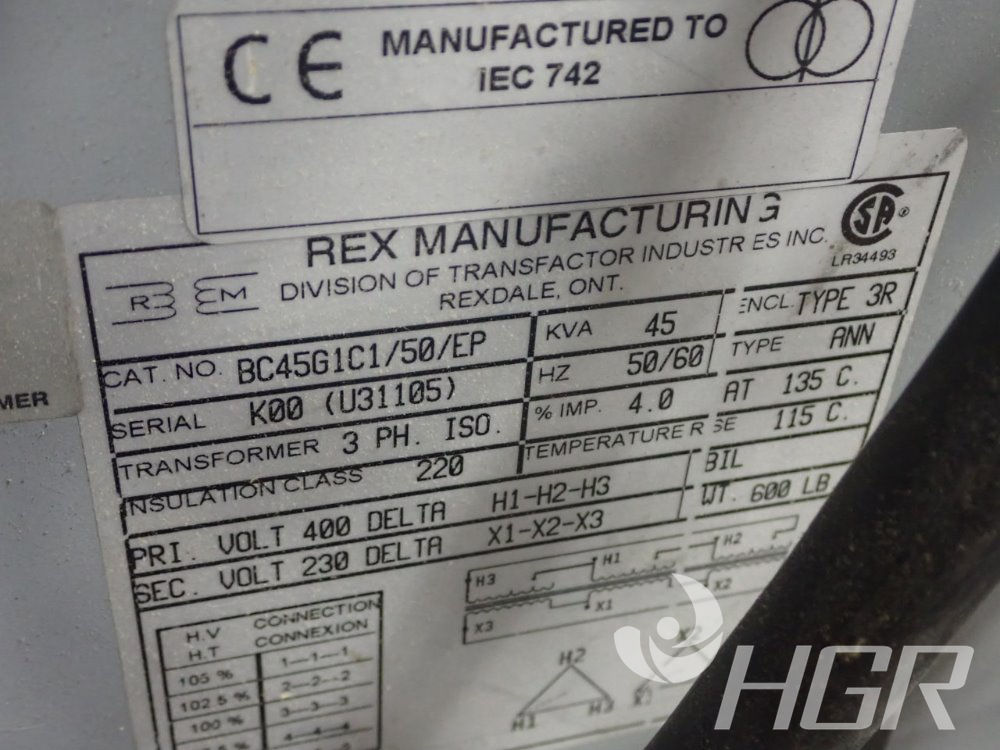 CE MANUFACTURED TO
IEC 742
REX MANUFACTURING
DIVISION OF TRANSFACTOR INDUSTR ES INC.
REXDALE, ONT.
LR34493
MER
CAT. NO. BC45G1C1/50/EP KVA 45 ENCL. TYPE 3R
SERIAL K00 (U31105) HZ 50/60 TYPE ANN
TRANSFORMER 3 PH. ISO. % IMP. 4.0 AT 135 C.
INSULATION CLASS 220 TEMPERATURE R SE 115 C.
PRI. VOLT 400 DELTA H1-H2-H3 BIL
SEC. VOLT 230 DELTA X1-X2-X3 WT. 600 LB
H3 H1 H2
X3 X1 X2
H.V CONNECTION
H.T CONNEXION
105 % 1-1-1
102.5 % 2-2-2
100 % 3-3-3
4-4-4
H2 X2
H1 H3
HGR